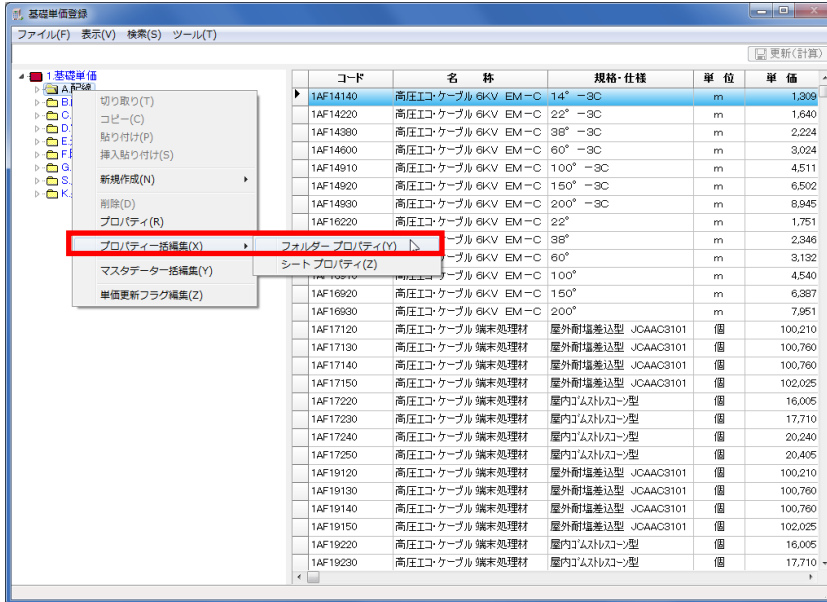 基礎単価登録
ファイル(F) 表示(V) 検索(S) ツール(T)
更新(計算)
1.基礎単価
A.配線
B.
C.
D.
E.
F.
G.
S.
K.
切り取り(T)
コピー(C)
貼り付け(P)
挿入貼り付け(S)
新規作成(N)
削除(D)
プロパティ(R)
プロパティ一括編集(X)
マスタデータ一括編集(Y)
単価更新フラグ編集(Z)
フォルダー プロパティ(Y)
シート プロパティ(Z)
コード 名 称 規格・仕様 単 位 単 価
1AF14140 高圧エコ・ケーブル 6KV EM-C 14° -3C m 1,309
1AF14220 高圧エコ・ケーブル 6KV EM-C 22° -3C m 1,640
1AF14380 高圧エコ・ケーブル 6KV EM-C 38° -3C m 2,224
1AF14600 高圧エコ・ケーブル 6KV EM-C 60° -3C m 3,024
1AF14910 高圧エコ・ケーブル 6KV EM-C 100° -3C m 4,511
1AF14920 高圧エコ・ケーブル 6KV EM-C 150° -3C m 6,502
1AF14930 高圧エコ・ケーブル 6KV EM-C 200° -3C m 8,945
1AF16220 高圧エコ・ケーブル 6KV EM-C 22° m 1,751
ブル 6KV EM-C 38° m 2,346
ブル 6KV EM-C 60° m 3,132
高圧エコ・ケーブル 6KV EM-C 100° m 4,540
1AF16920 高圧エコ・ケーブル 6KV EM-C 150° m 6,387
1AF16930 高圧エコ・ケーブル 6KV EM-C 200° m 7,951
1AF17120 高圧エコ・ケーブル 端末処理材 屋外耐塩差込型 JCAAC3101 個 100,210
1AF17130 高圧エコ・ケーブル 端末処理材 屋外耐塩差込型 JCAAC3101 個 100,760
1AF17140 高圧エコ・ケーブル 端末処理材 屋外耐塩差込型 JCAAC3101 個 100,760
1AF17150 高圧エコ・ケーブル 端末処理材 屋外耐塩差込型 JCAAC3101 個 102,025
1AF17220 高圧エコ・ケーブル 端末処理材 屋内ゴムストレスコーン型 個 16,005
1AF17230 高圧エコ・ケーブル 端末処理材 屋内ゴムストレスコーン型 個 17,710
1AF17240 高圧エコ・ケーブル 端末処理材 屋内ゴムストレスコーン型 個 20,240
1AF17250 高圧エコ・ケーブル 端末処理材 屋内ゴムストレスコーン型 個 20,405
1AF19120 高圧エコ・ケーブル 端末処理材 屋外耐塩差込型 JCAAC3101 個 100,210
1AF19130 高圧エコ・ケーブル 端末処理材 屋外耐塩差込型 JCAAC3101 個 100,760
1AF19140 高圧エコ・ケーブル 端末処理材 屋外耐塩差込型 JCAAC3101 個 100,760
1AF19150 高圧エコ・ケーブル 端末処理材 屋外耐塩差込型 JCAAC3101 個 102,025
1AF19220 高圧エコ・ケーブル 端末処理材 屋内ゴムストレスコーン型 個 16,005
1AF19230 高圧エコ・ケーブル 端末処理材 屋内ゴムストレスコーン型 個 17,710